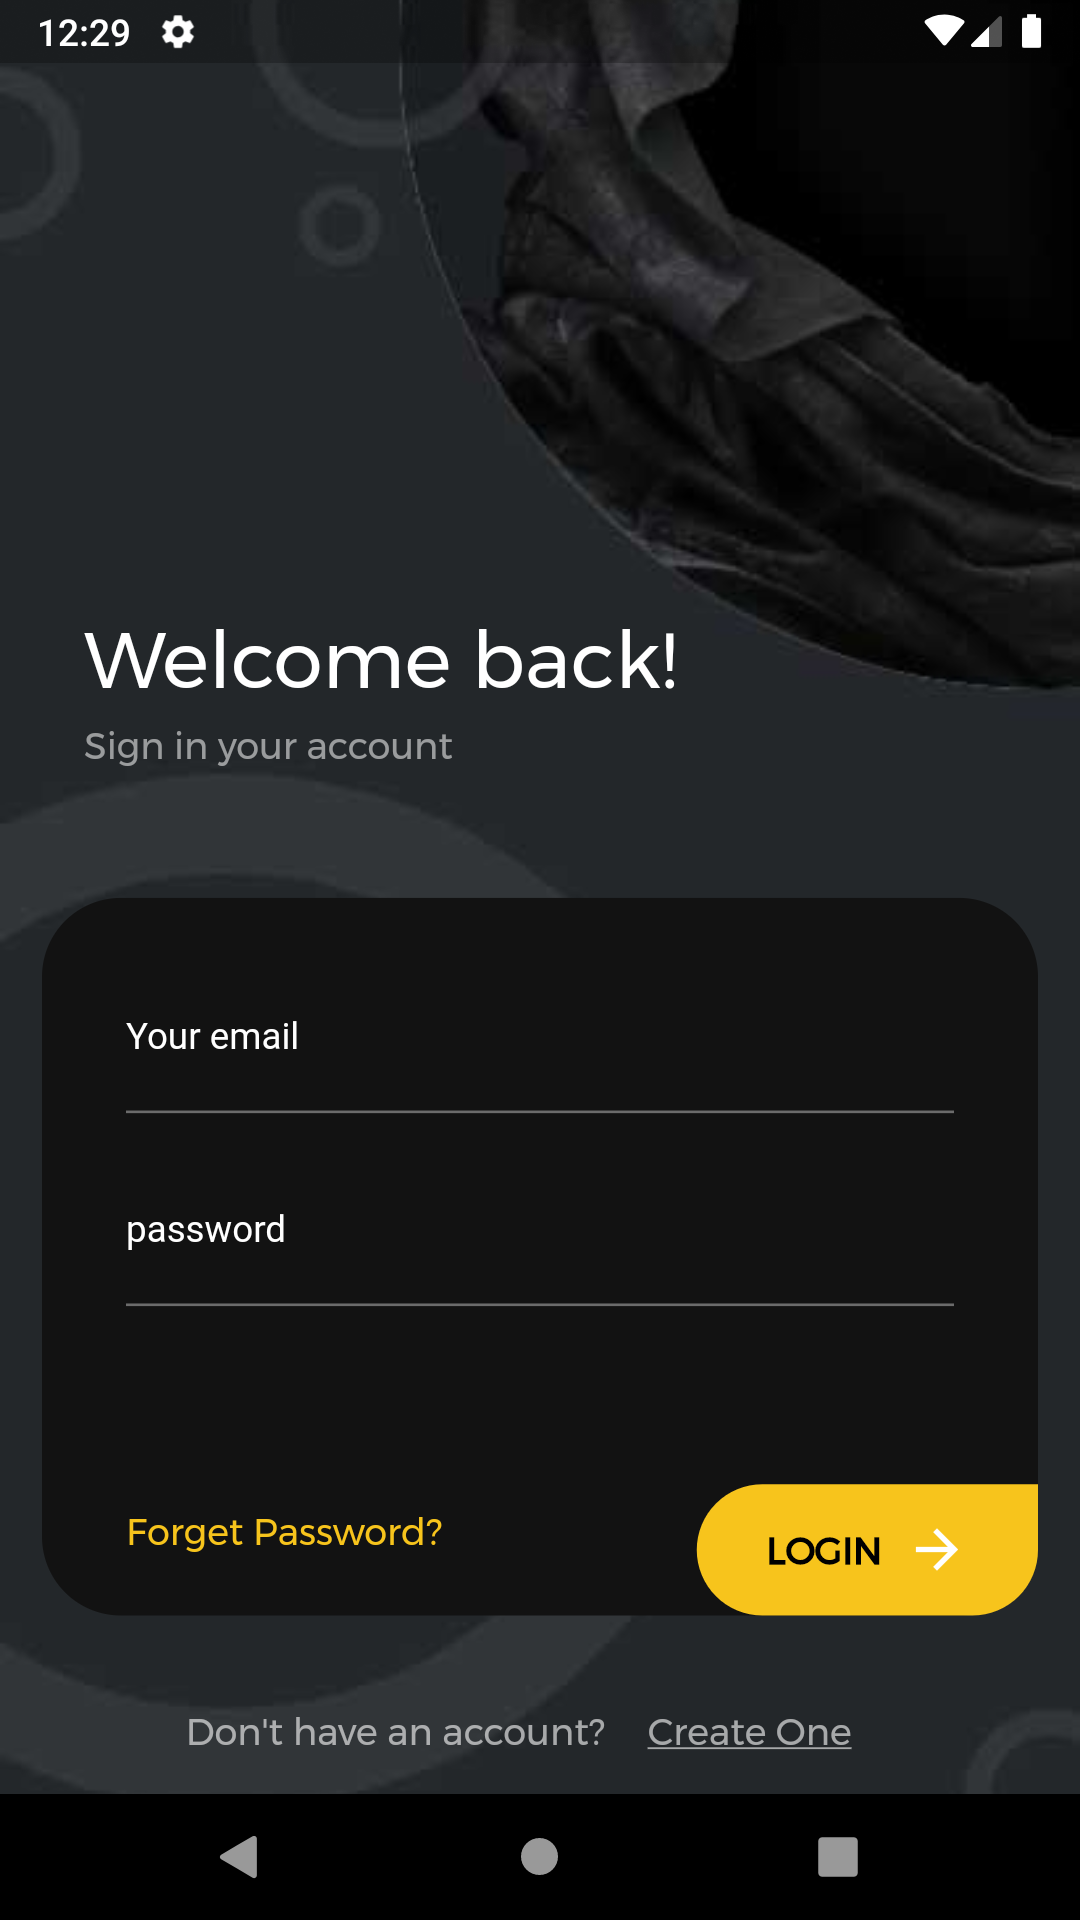 12:29
Welcome back!
Sign in your account
Your email
password
Forget Password?
LOGIN
Don't have an account? Create One